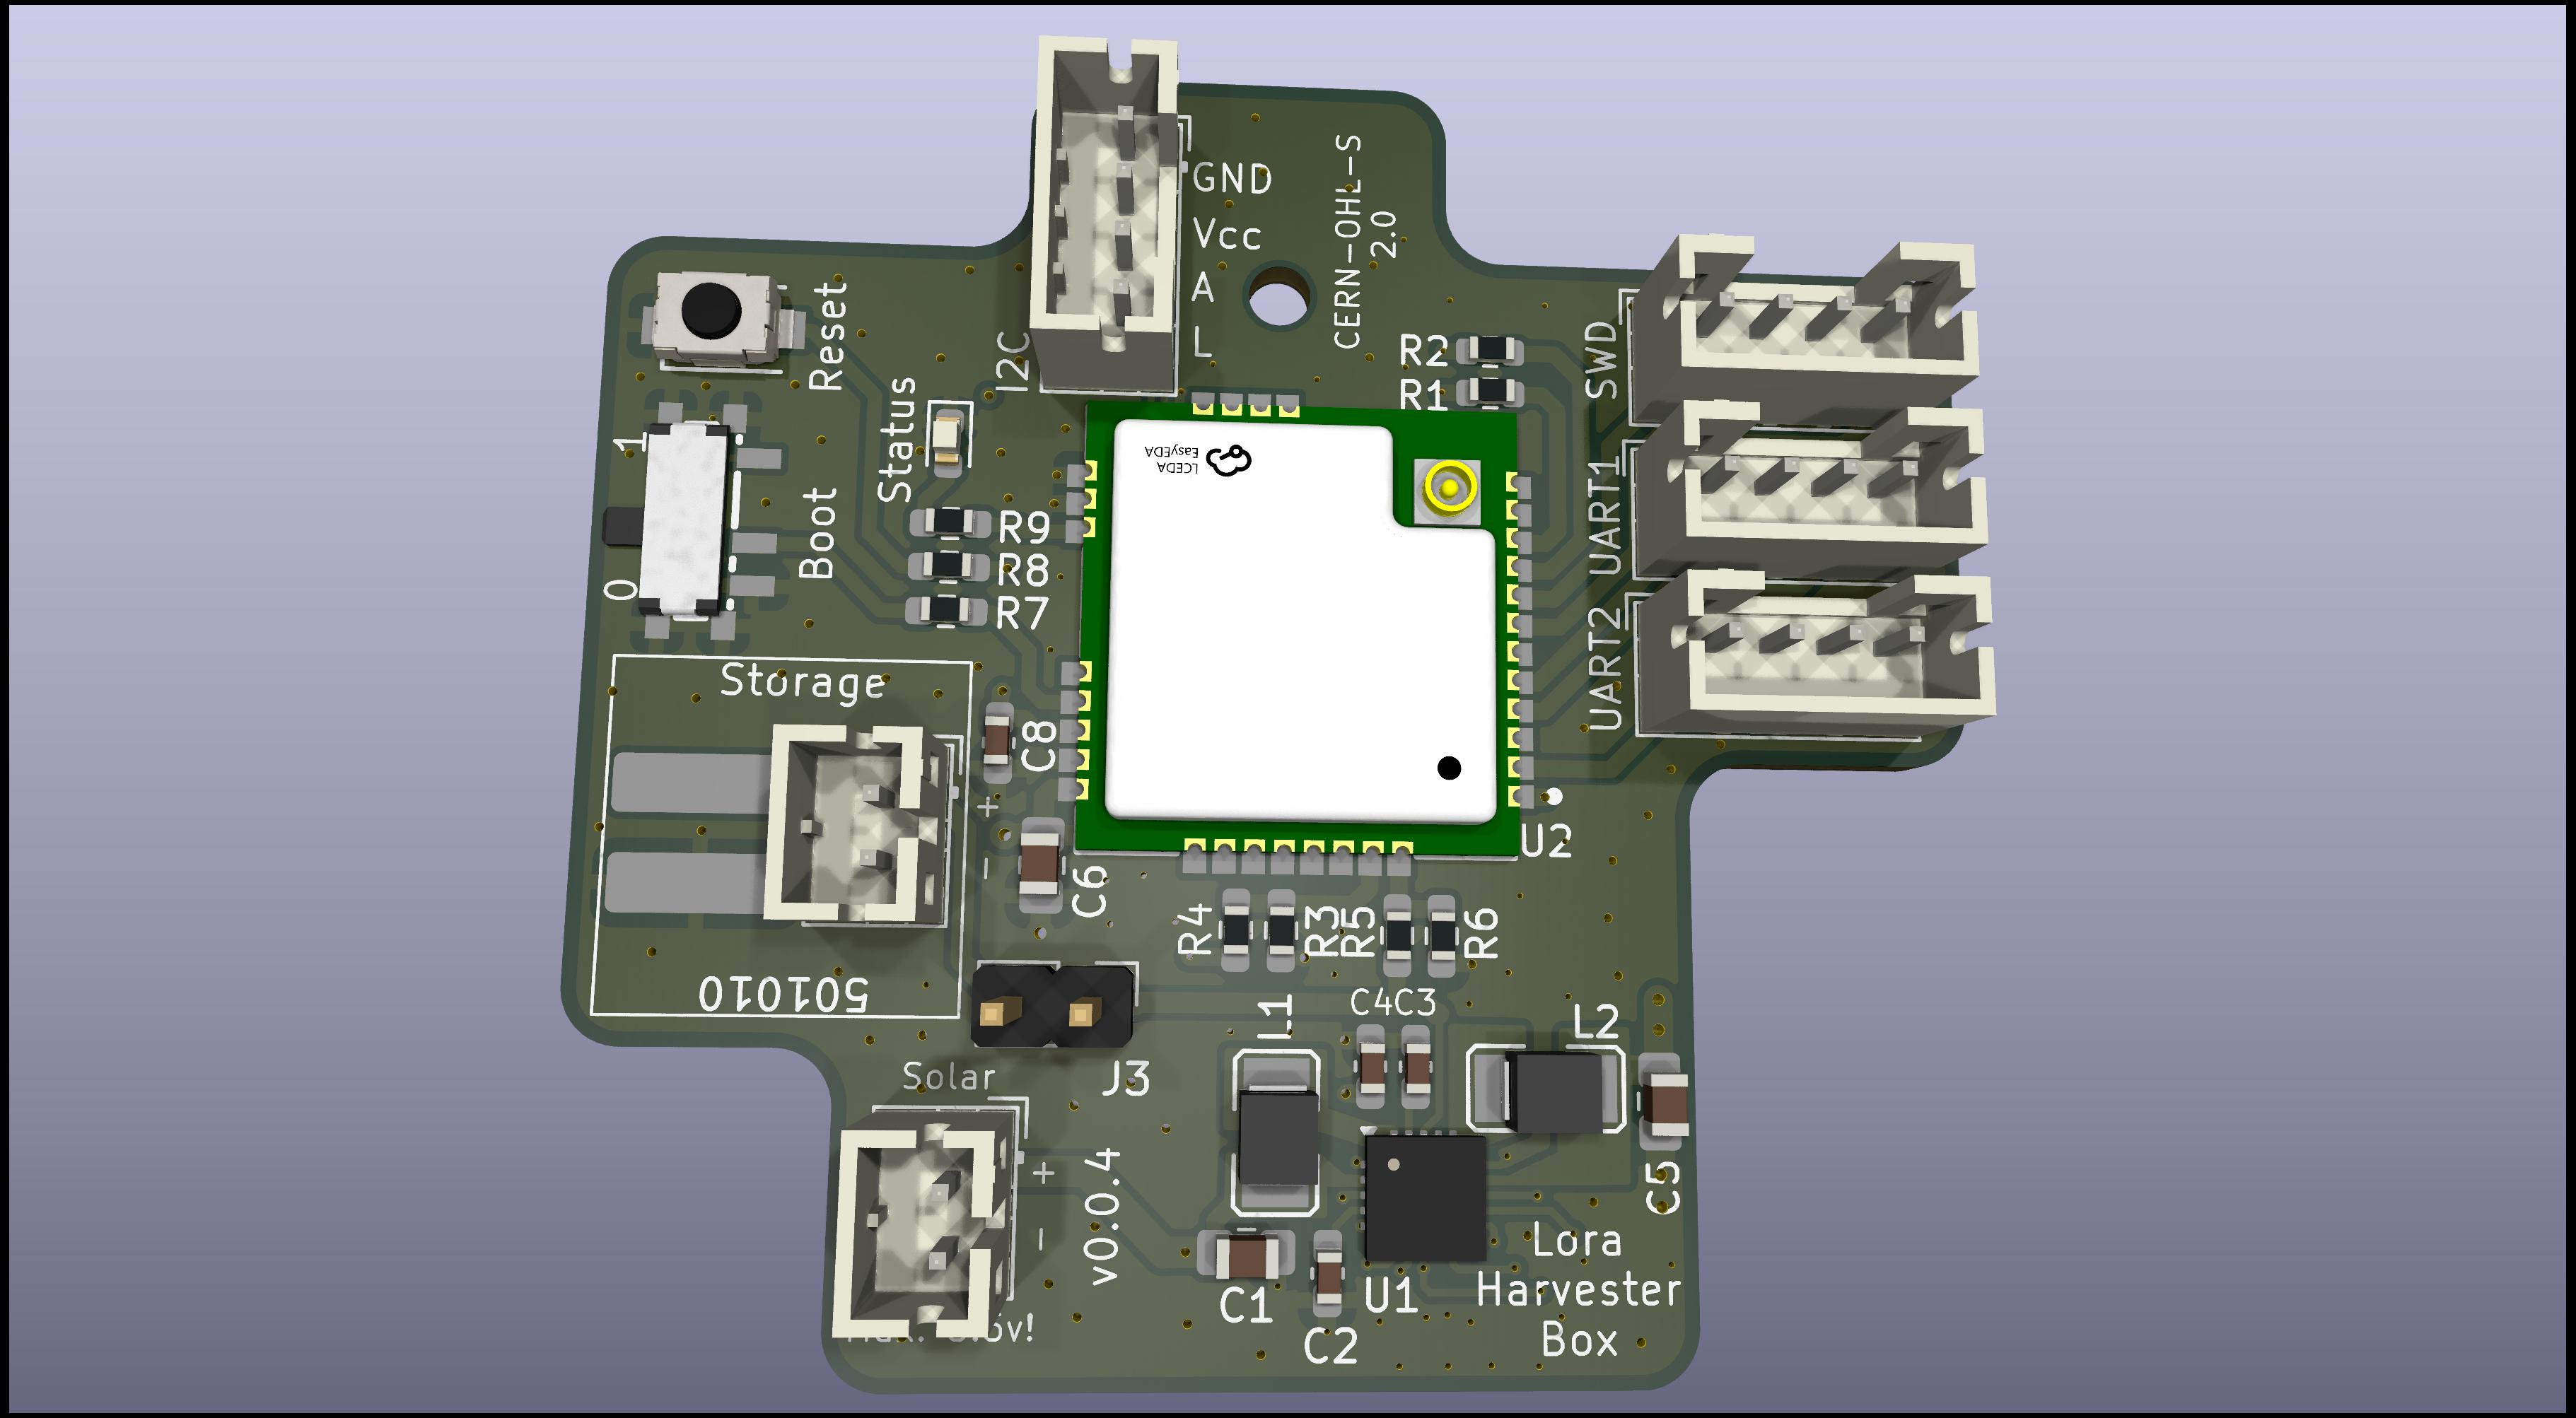 GND
Vcc
A
L
I2C
CERN-OHL-S
2.0
Reset
Status
1
Boot
0
R2
R1
SWD
UART1
UART2
LCEDA
EasyEDA
R9
R8
R7
Storage
C8
+
-
C6
501010
U2
R4
R3
R5
R6
C4C3
L1
L2
J3
Solar
+
-
v0.0.4
C5
C1
C2
U1
Lora
Harvester
Box